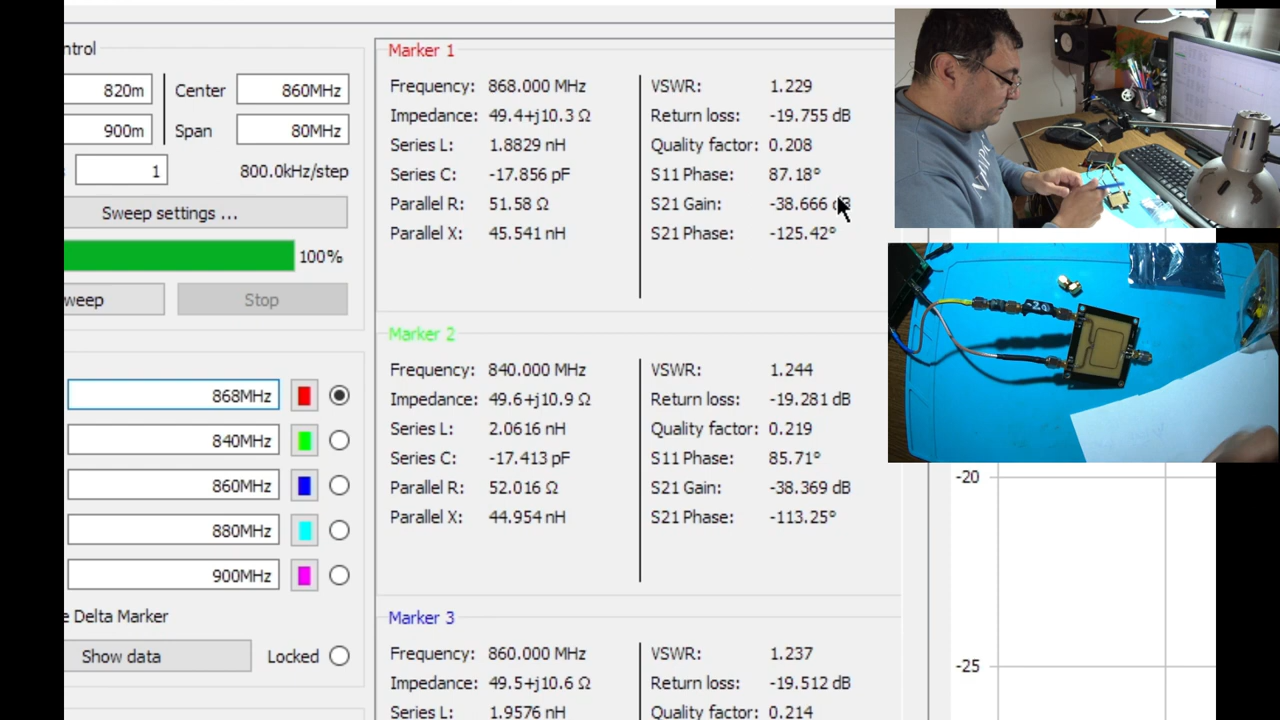 ntrol
820m
Center
860MHz
900m
Span
80MHz
1
800.0kHz/step
Sweep settings ...
100%
weep
Stop
868MHz
840MHz
860MHz
880MHz
900MHz
e Delta Marker
Show data
Locked
Marker 1
Frequency: 868.000 MHz
Impedance: 49.4+j10.3 Ω
Series L: 1.8829 nH
Series C: -17.856 pF
Parallel R: 51.58 Ω
Parallel X: 45.541 nH
VSWR: 1.229
Return loss: -19.755 dB
Quality factor: 0.208
S11 Phase: 87.18°
S21 Gain: -38.666 dB
S21 Phase: -125.42°
Marker 2
Frequency: 840.000 MHz
Impedance: 49.6+j10.9 Ω
Series L: 2.0616 nH
Series C: -17.413 pF
Parallel R: 52.016 Ω
Parallel X: 44.954 nH
VSWR: 1.244
Return loss: -19.281 dB
Quality factor: 0.219
S11 Phase: 85.71°
S21 Gain: -38.369 dB
S21 Phase: -113.25°
Marker 3
Frequency: 860.000 MHz
Impedance: 49.5+j10.6 Ω
Series L: 1.9576 nH
VSWR: 1.237
Return loss: -19.512 dB
Quality factor: 0.214
-20
-25